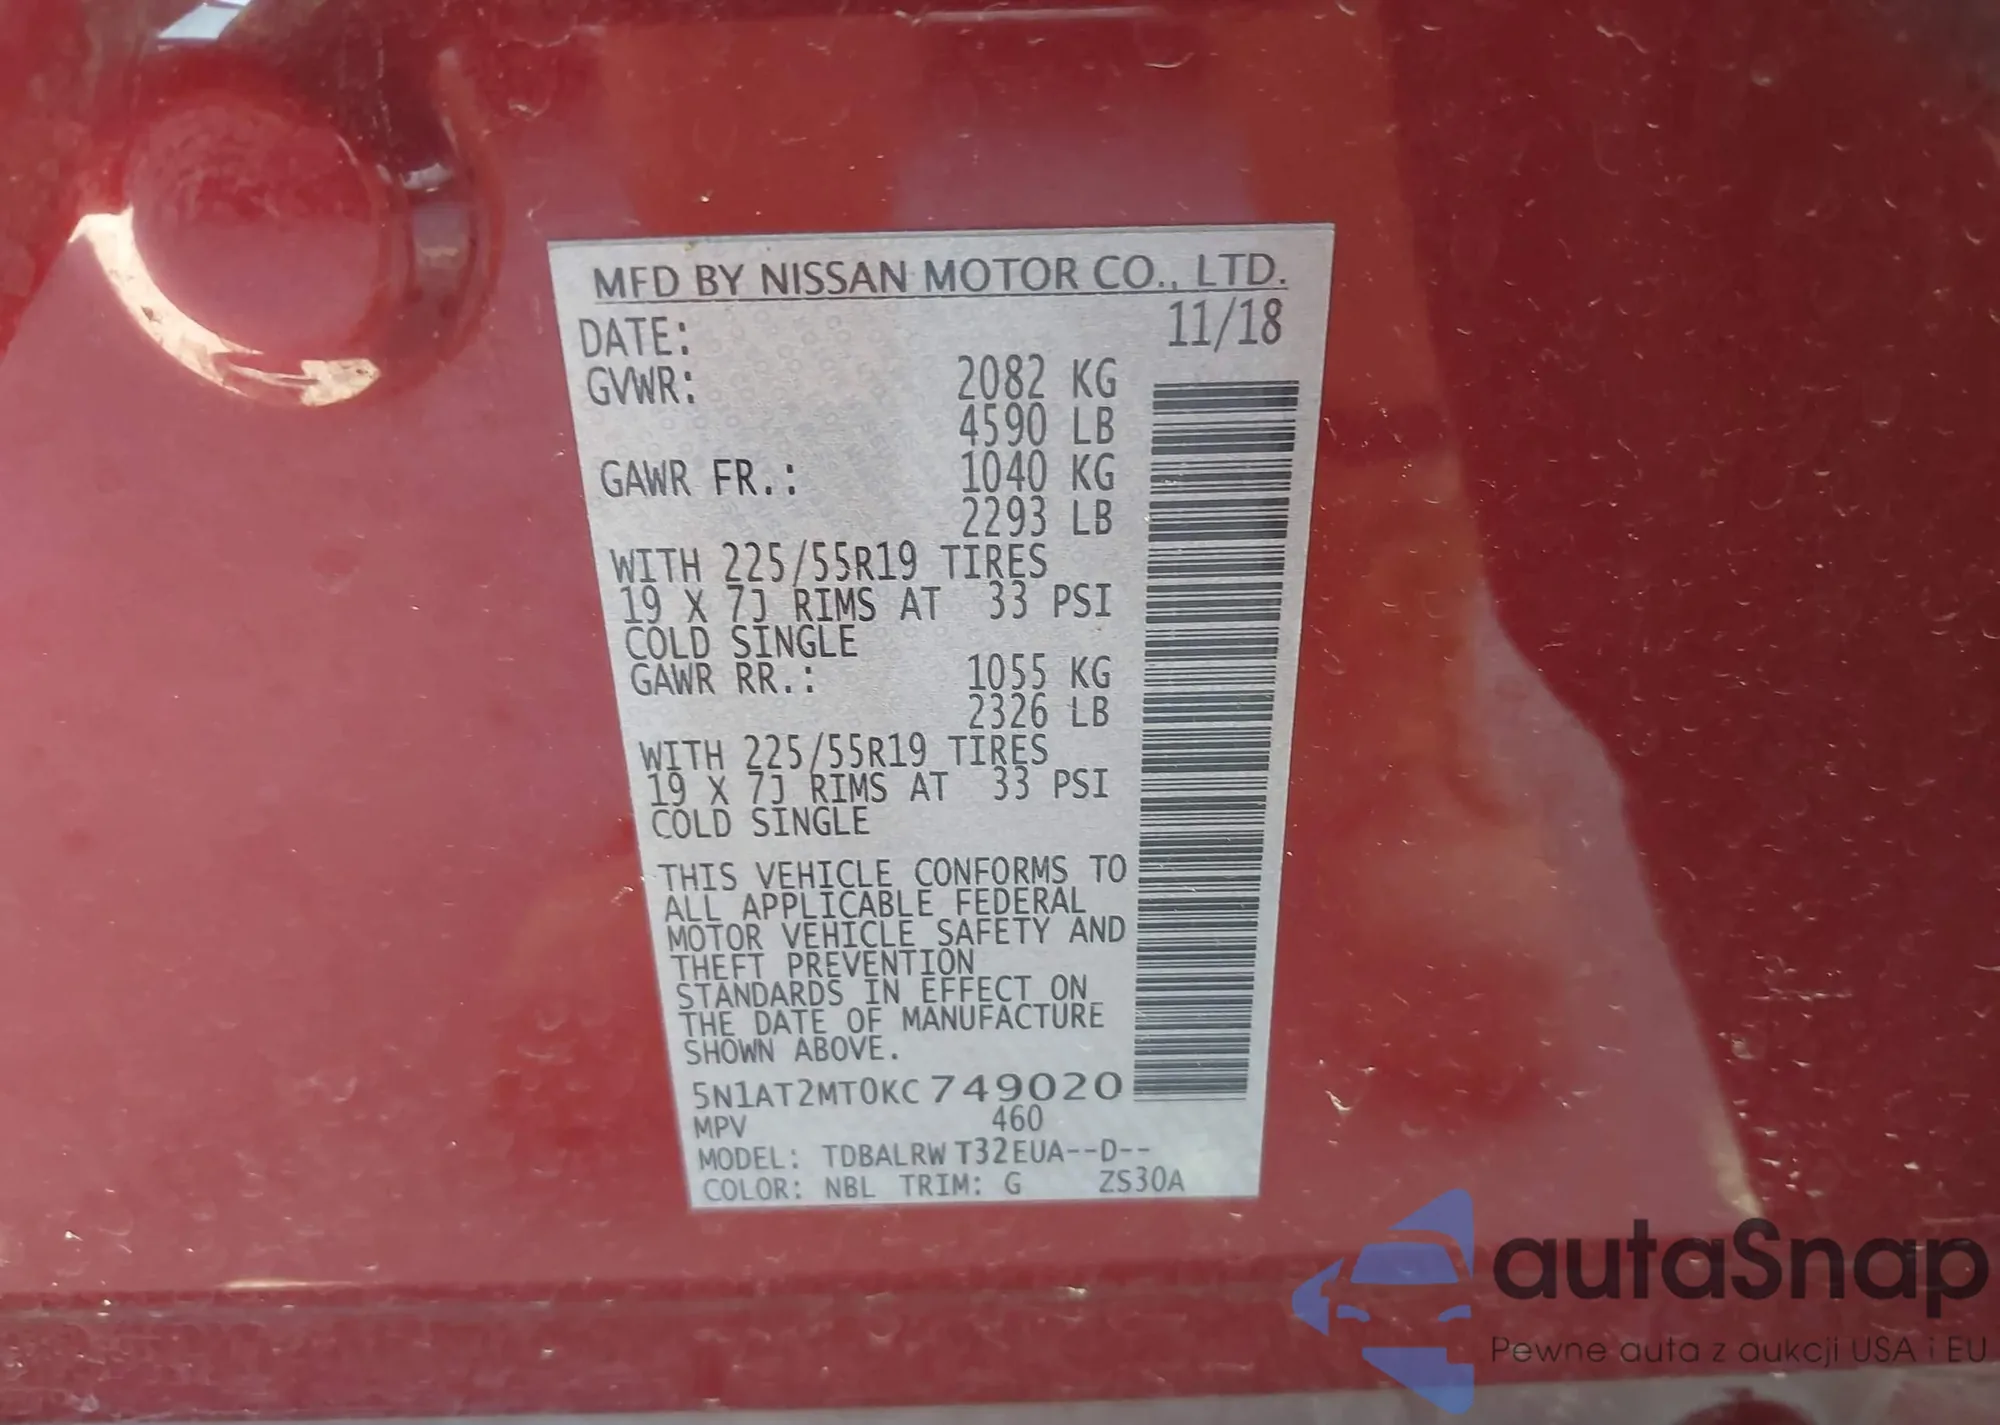 MFD BY NISSAN MOTOR CO., LTD.
DATE: 11/18
GVWR: 2082 KG
4590 LB
GAWR FR.: 1040 KG
2293 LB
WITH 225/55R19 TIRES
19 X 7J RIMS AT 33 PSI
COLD SINGLE
GAWR RR.: 1055 KG
2326 LB
WITH 225/55R19 TIRES
19 X 7J RIMS AT 33 PSI
COLD SINGLE
THIS VEHICLE CONFORMS TO
ALL APPLICABLE FEDERAL
MOTOR VEHICLE SAFETY AND
THEFT PREVENTION
STANDARDS IN EFFECT ON
THE DATE OF MANUFACTURE
SHOWN ABOVE.
5N1AT2MT0KC749020
MPV 460
MODEL: TDBALRW T32EUA--D--
COLOR: NBL TRIM: G ZS30A
autaSnap
Pewne auta z aukcji USA i EU